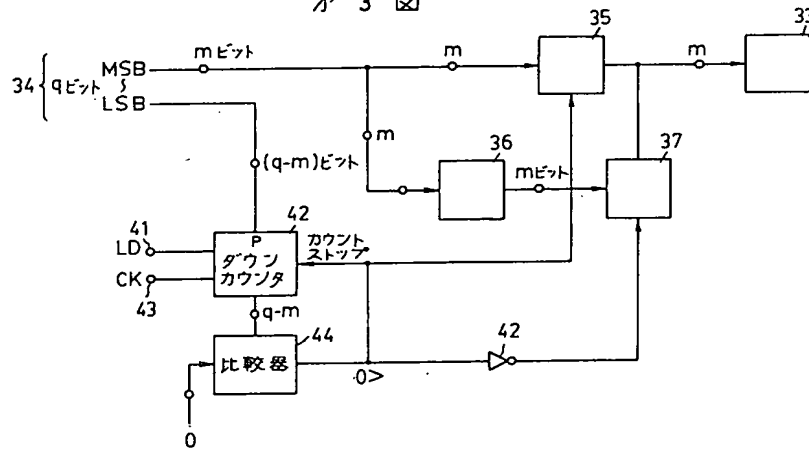 才 3 図
35
33
34
qビット
MSB
LSB
mビット
m
m
m
(q-m)ビット
36
mビット
37
41
LD
CK
43
42
P
ダウン
カウンタ
カウント
ストップ
q-m
44
比較器
0>
42
0